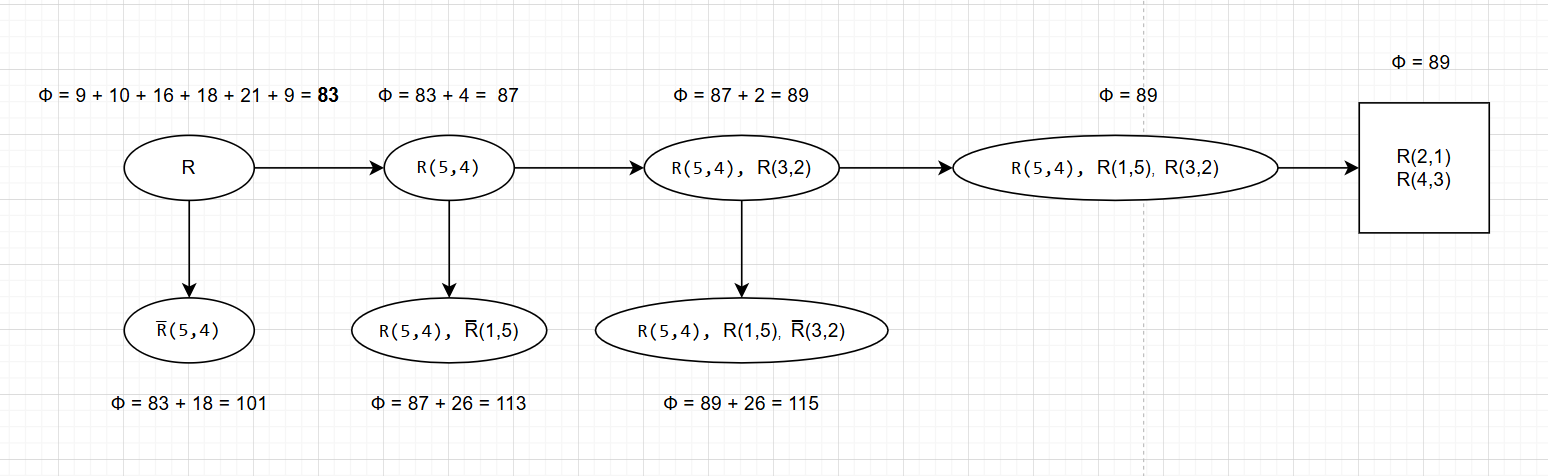 Φ = 89
Φ = 9 + 10 + 16 + 18 + 21 + 9 = 83
Φ = 83 + 4 = 87
Φ = 87 + 2 = 89
Φ = 89
R
R(5,4)
R(5,4), R(3,2)
R(5,4), R(1,5), R(3,2)
R(2,1)
R(4,3)
R̅(5,4)
R(5,4), R̅(1,5)
R(5,4), R(1,5), R̅(3,2)
Φ = 83 + 18 = 101
Φ = 87 + 26 = 113
Φ = 89 + 26 = 115